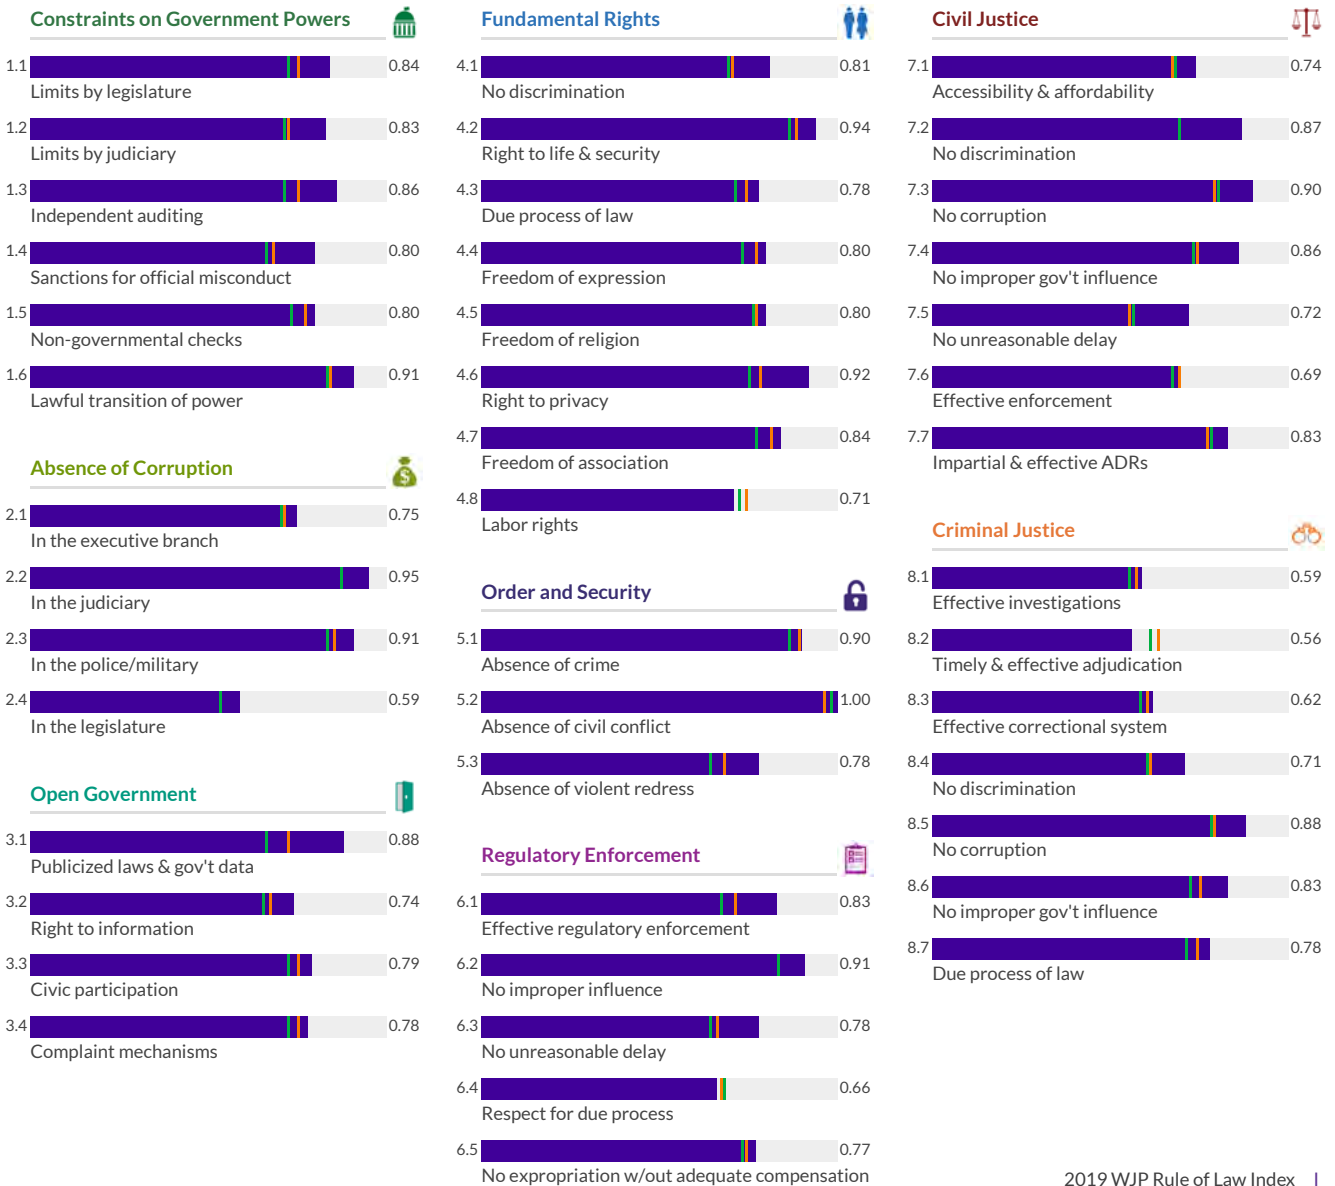 Constraints on Government Powers
1.1 0.84
Limits by legislature
1.2 0.83
Limits by judiciary
1.3 0.86
Independent auditing
1.4 0.80
Sanctions for official misconduct
1.5 0.80
Non-governmental checks
1.6 0.91
Lawful transition of power
Absence of Corruption
2.1 0.75
In the executive branch
2.2 0.95
In the judiciary
2.3 0.91
In the police/military
2.4 0.59
In the legislature
Open Government
3.1 0.88
Publicized laws & gov't data
3.2 0.74
Right to information
3.3 0.79
Civic participation
3.4 0.78
Complaint mechanisms
Fundamental Rights
4.1 0.81
No discrimination
4.2 0.94
Right to life & security
4.3 0.78
Due process of law
4.4 0.80
Freedom of expression
4.5 0.80
Freedom of religion
4.6 0.92
Right to privacy
4.7 0.84
Freedom of association
4.8 0.71
Labor rights
Order and Security
5.1 0.90
Absence of crime
5.2 1.00
Absence of civil conflict
5.3 0.78
Absence of violent redress
Regulatory Enforcement
6.1 0.83
Effective regulatory enforcement
6.2 0.91
No improper influence
6.3 0.78
No unreasonable delay
6.4 0.66
Respect for due process
6.5 0.77
No expropriation w/out adequate compensation
Civil Justice
7.1 0.74
Accessibility & affordability
7.2 0.87
No discrimination
7.3 0.90
No corruption
7.4 0.86
No improper gov't influence
7.5 0.72
No unreasonable delay
7.6 0.69
Effective enforcement
7.7 0.83
Impartial & effective ADRs
Criminal Justice
8.1 0.59
Effective investigations
8.2 0.56
Timely & effective adjudication
8.3 0.62
Effective correctional system
8.4 0.71
No discrimination
8.5 0.88
No corruption
8.6 0.83
No improper gov't influence
8.7 0.78
Due process of law
2019 WJP Rule of Law Index |